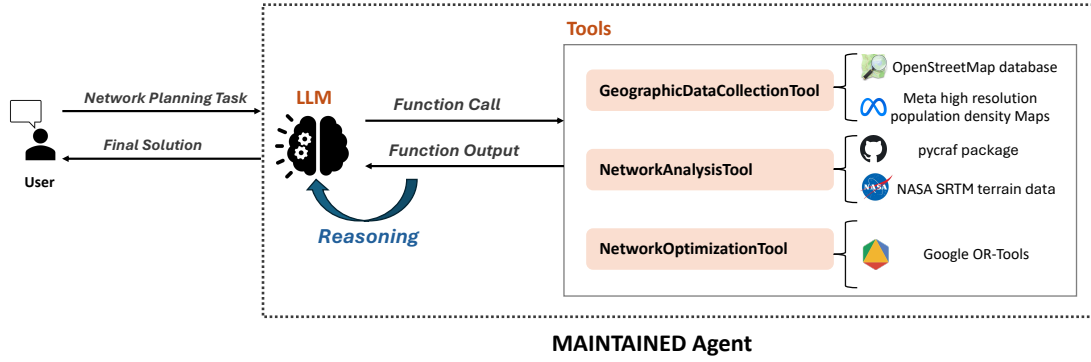 Tools
LLM
Network Planning Task
Final Solution
User
Function Call
Function Output
Reasoning
GeographicDataCollectionTool
OpenStreetMap database
Meta high resolution
population density Maps
NetworkAnalysisTool
pycraf package
NASA
NASA SRTM terrain data
NetworkOptimizationTool
Google OR-Tools
MAINTAINED Agent